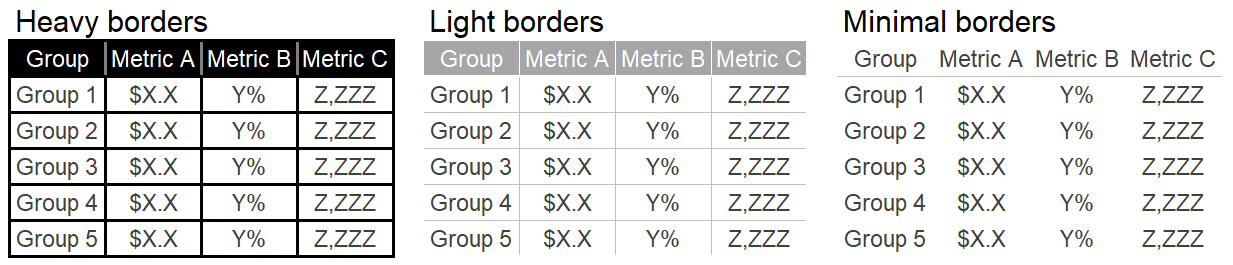 Heavy borders
Group Metric A Metric B Metric C
Group 1 $X.X Y% Z,ZZZ
Group 2 $X.X Y% Z,ZZZ
Group 3 $X.X Y% Z,ZZZ
Group 4 $X.X Y% Z,ZZZ
Group 5 $X.X Y% Z,ZZZ
Light borders
Group Metric A Metric B Metric C
Group 1 $X.X Y% Z,ZZZ
Group 2 $X.X Y% Z,ZZZ
Group 3 $X.X Y% Z,ZZZ
Group 4 $X.X Y% Z,ZZZ
Group 5 $X.X Y% Z,ZZZ
Minimal borders
Group Metric A Metric B Metric C
Group 1 $X.X Y% Z,ZZZ
Group 2 $X.X Y% Z,ZZZ
Group 3 $X.X Y% Z,ZZZ
Group 4 $X.X Y% Z,ZZZ
Group 5 $X.X Y% Z,ZZZ